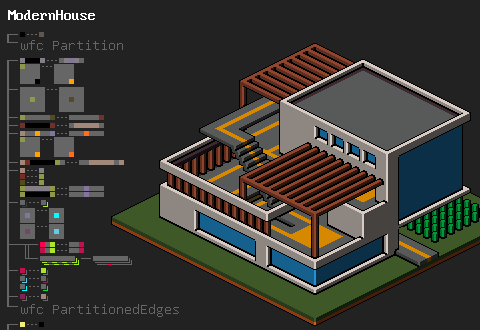 ModernHouse
wfc Partition
wfc PartitionedEdges